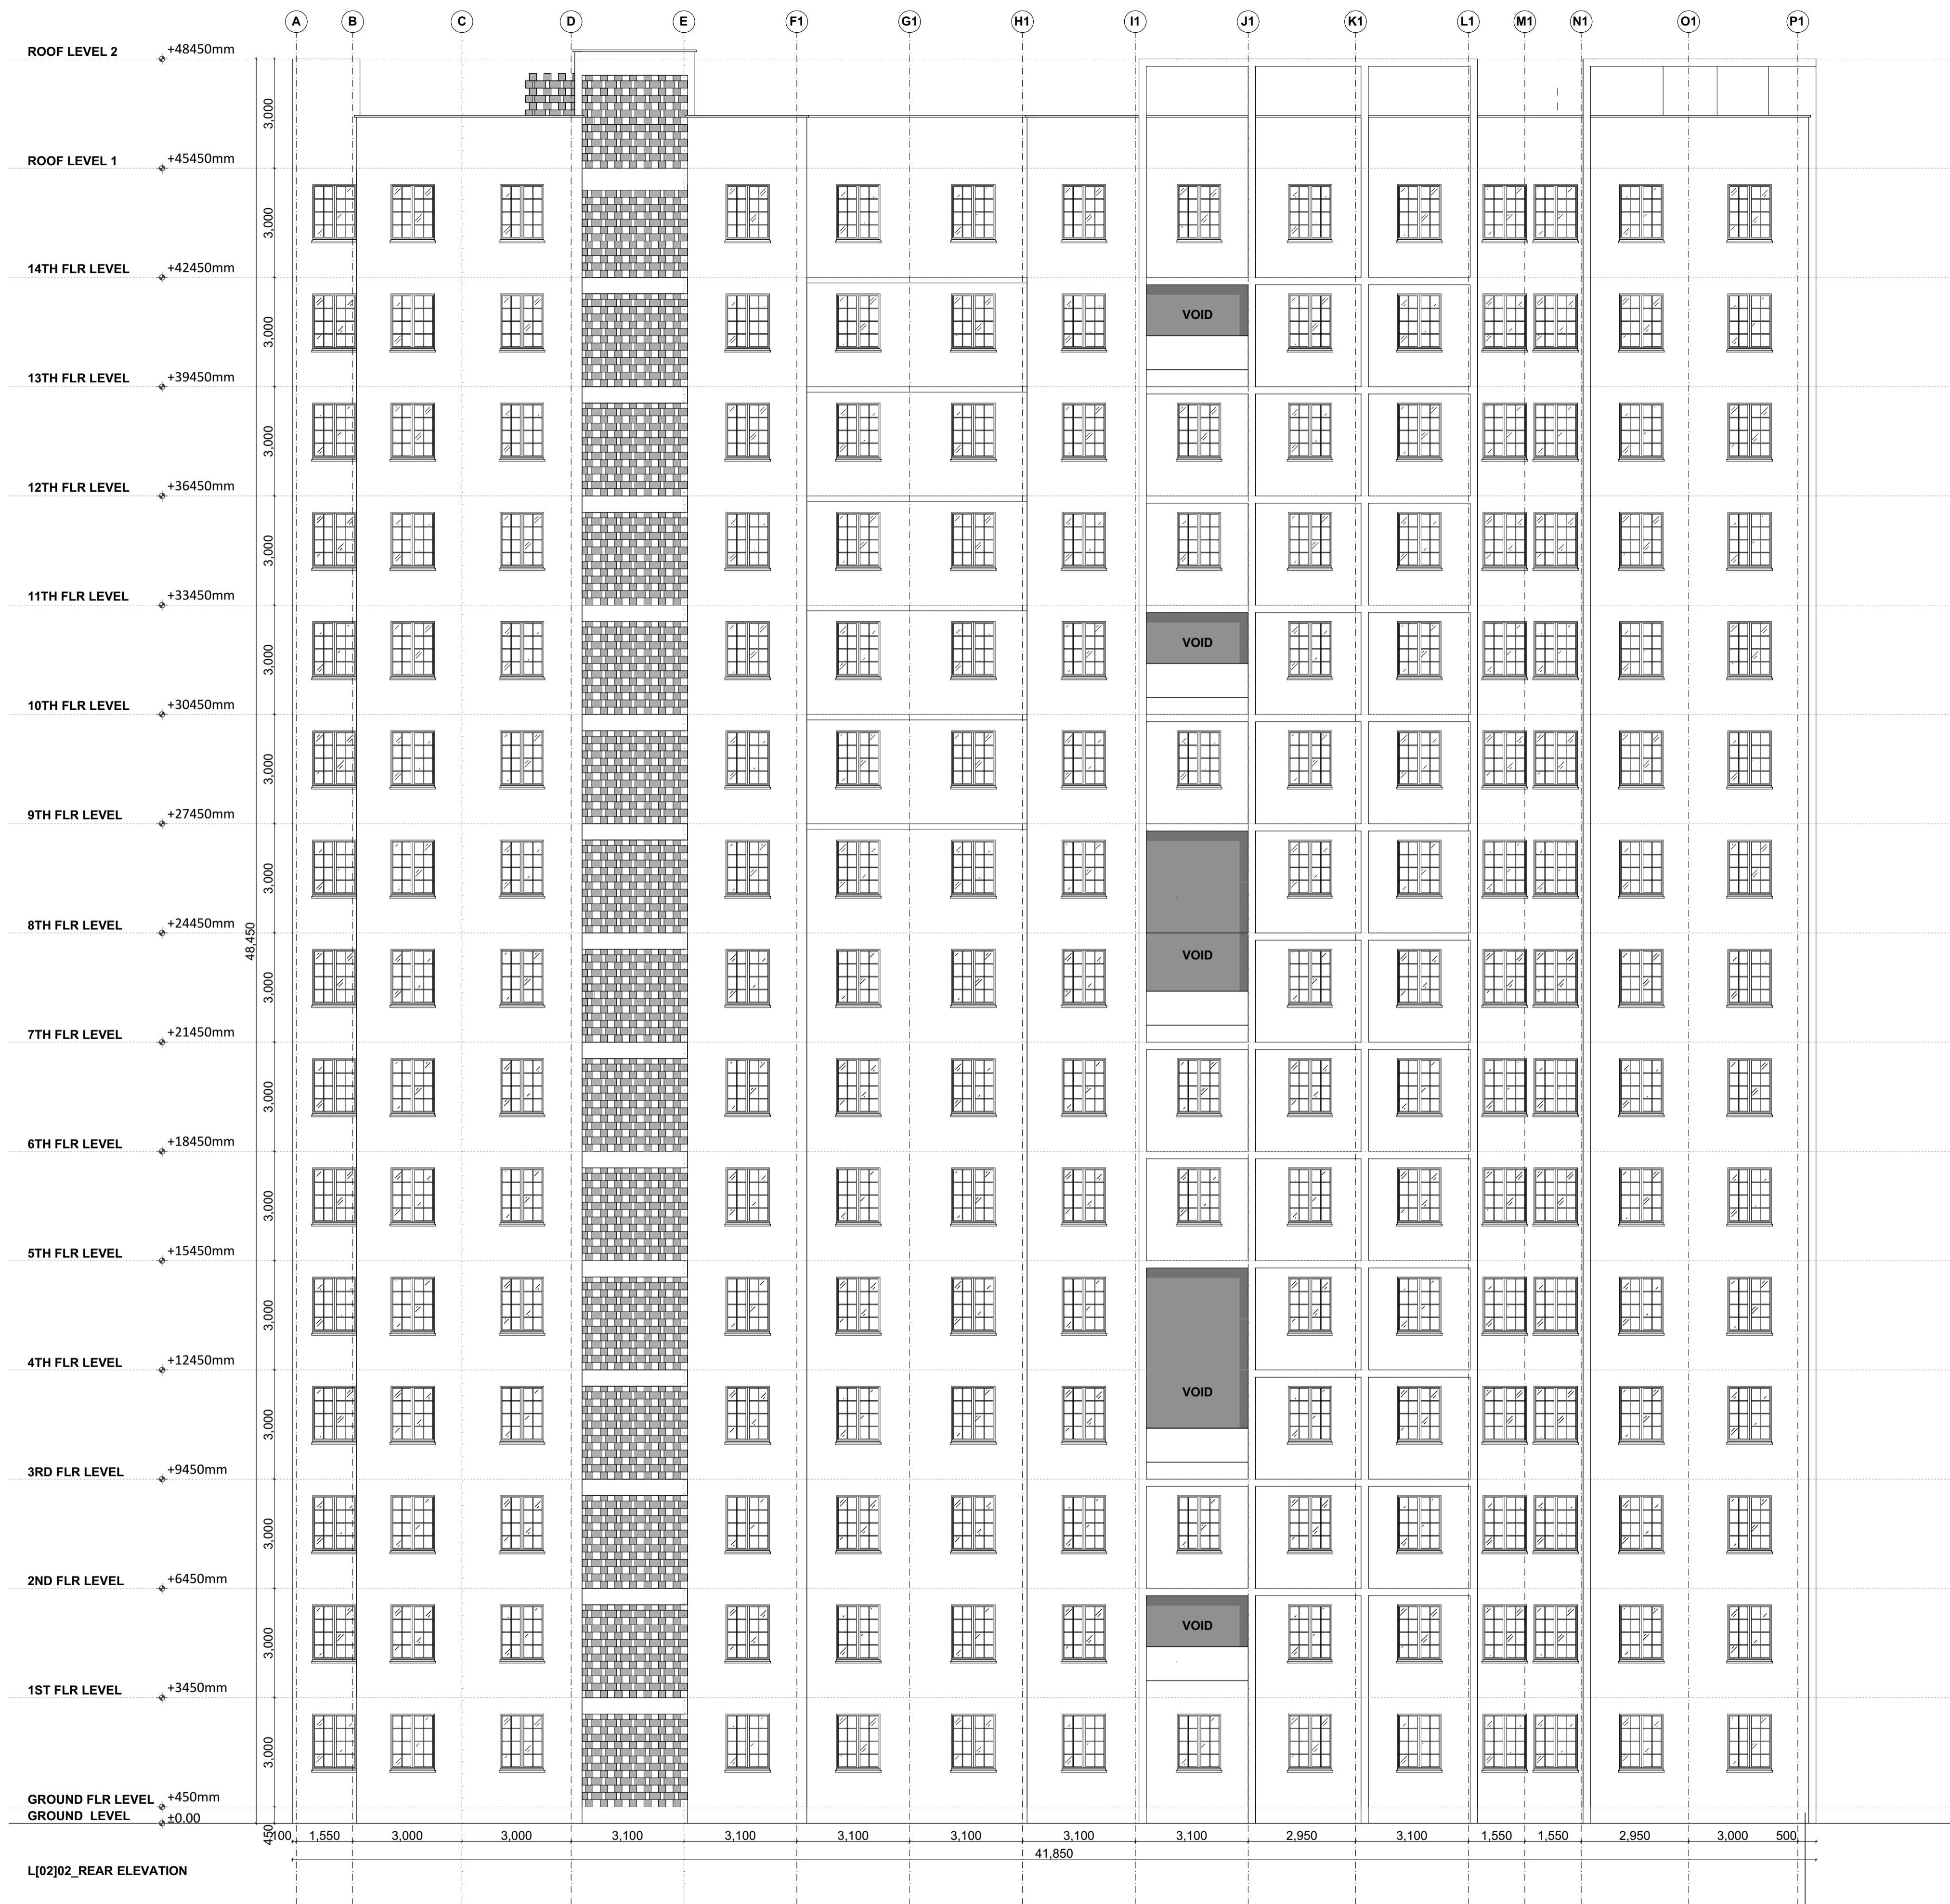 A B C D E F1 G1 H1 I1 J1 K1 L1 M1 N1 O1 P1
ROOF LEVEL 2 +48450mm
3,000
ROOF LEVEL 1 +45450mm
3,000
14TH FLR LEVEL +42450mm
VOID
3,000
13TH FLR LEVEL +39450mm
3,000
12TH FLR LEVEL +36450mm
3,000
11TH FLR LEVEL +33450mm
VOID
3,000
10TH FLR LEVEL +30450mm
3,000
9TH FLR LEVEL +27450mm
3,000
8TH FLR LEVEL +24450mm
48,450
VOID
3,000
7TH FLR LEVEL +21450mm
3,000
6TH FLR LEVEL +18450mm
3,000
5TH FLR LEVEL +15450mm
3,000
4TH FLR LEVEL +12450mm
VOID
3,000
3RD FLR LEVEL +9450mm
3,000
2ND FLR LEVEL +6450mm
VOID
3,000
1ST FLR LEVEL +3450mm
3,000
GROUND FLR LEVEL +450mm
GROUND LEVEL ±0.00
450 100 1,550 3,000 3,000 3,100 3,100 3,100 3,100 3,100 3,100 2,950 3,100 1,550 1,550 2,950 3,000 500
41,850
L[02]02_REAR ELEVATION